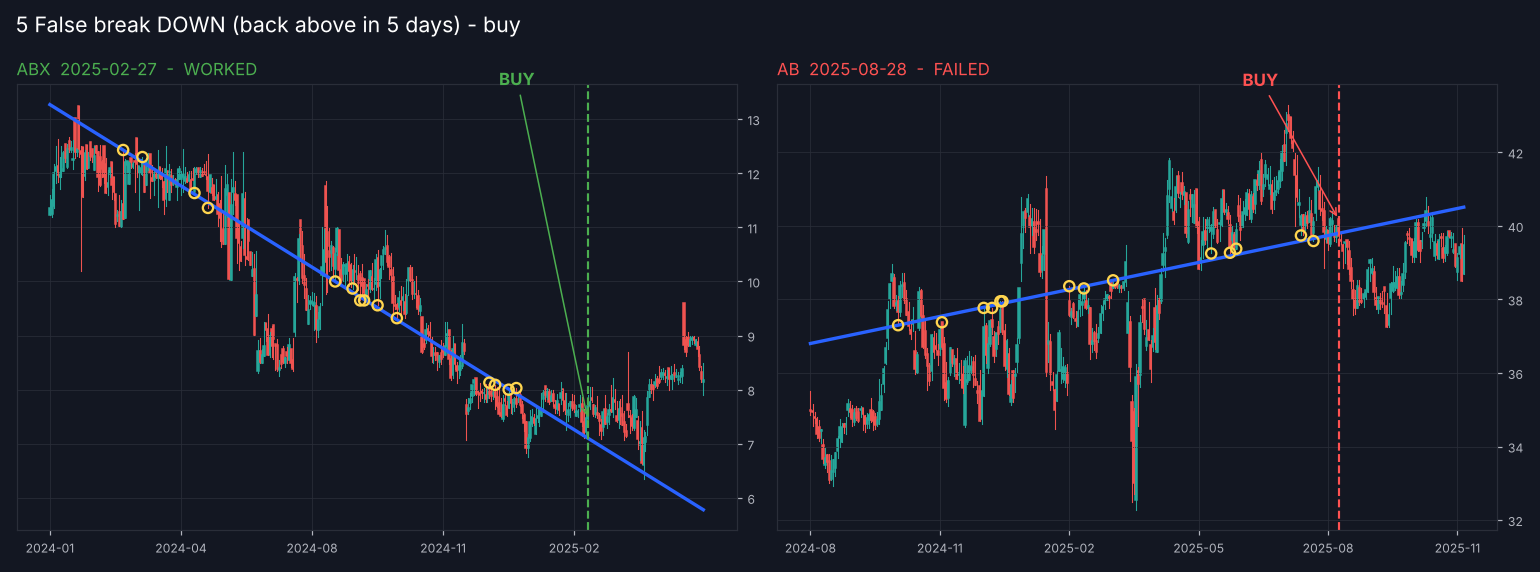 5 False break DOWN (back above in 5 days) - buy
ABX 2025-02-27 - WORKED
BUY
13
12
11
10
9
8
7
6
2024-01 2024-04 2024-08 2024-11 2025-02
AB 2025-08-28 - FAILED
BUY
42
40
38
36
34
32
2024-08 2024-11 2025-02 2025-05 2025-08 2025-11